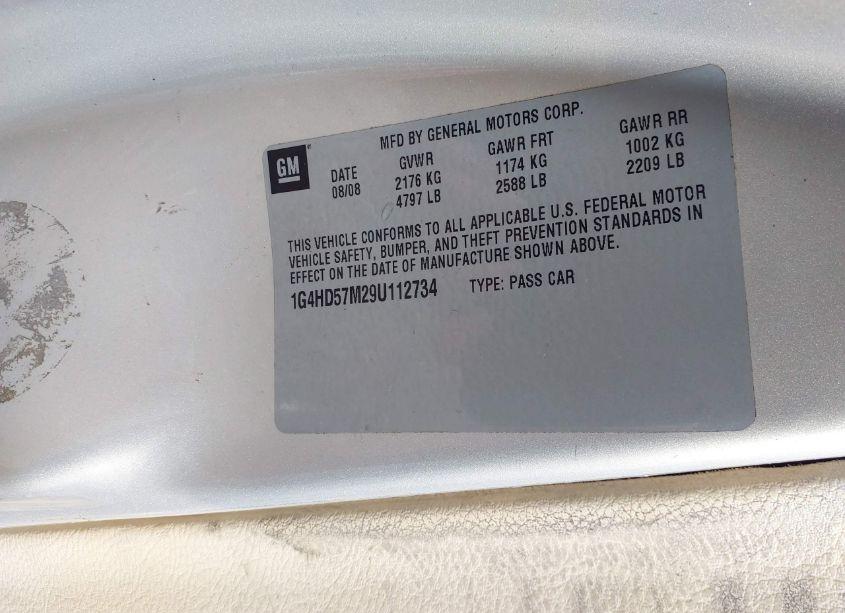 MFD BY GENERAL MOTORS CORP.
GM
DATE GVWR GAWR FRT GAWR RR
08/08 2176 KG 1174 KG 1002 KG
4797 LB 2588 LB 2209 LB
THIS VEHICLE CONFORMS TO ALL APPLICABLE U.S. FEDERAL MOTOR
VEHICLE SAFETY, BUMPER, AND THEFT PREVENTION STANDARDS IN
EFFECT ON THE DATE OF MANUFACTURE SHOWN ABOVE.
1G4HD57M29U112734 TYPE: PASS CAR